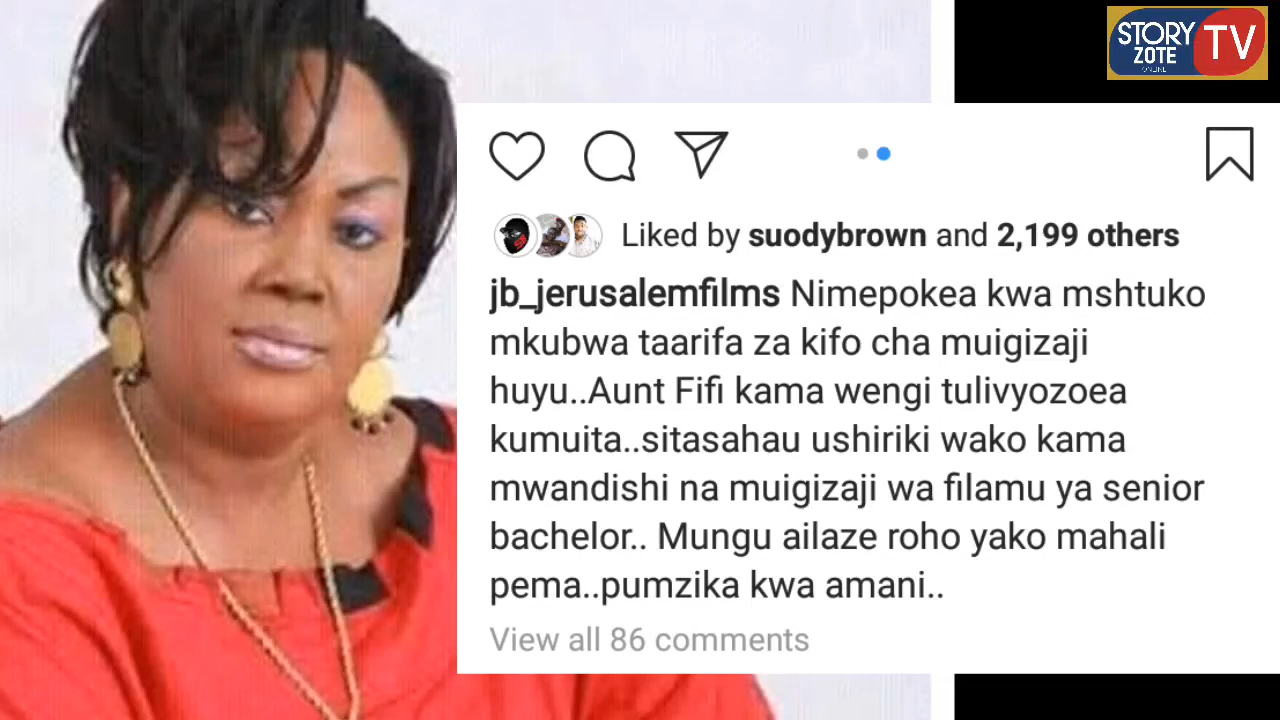 STORY
ZOTE
ONLINE
TV
Liked by suodybrown and 2,199 others
jb_jerusalemfilms Nimepokea kwa mshtuko
mkubwa taarifa za kifo cha muigizaji
huyu..Aunt Fifi kama wengi tulivyozoea
kumuita..sitasahau ushiriki wako kama
mwandishi na muigizaji wa filamu ya senior
bachelor.. Mungu ailaze roho yako mahali
pema..pumzika kwa amani..
View all 86 comments